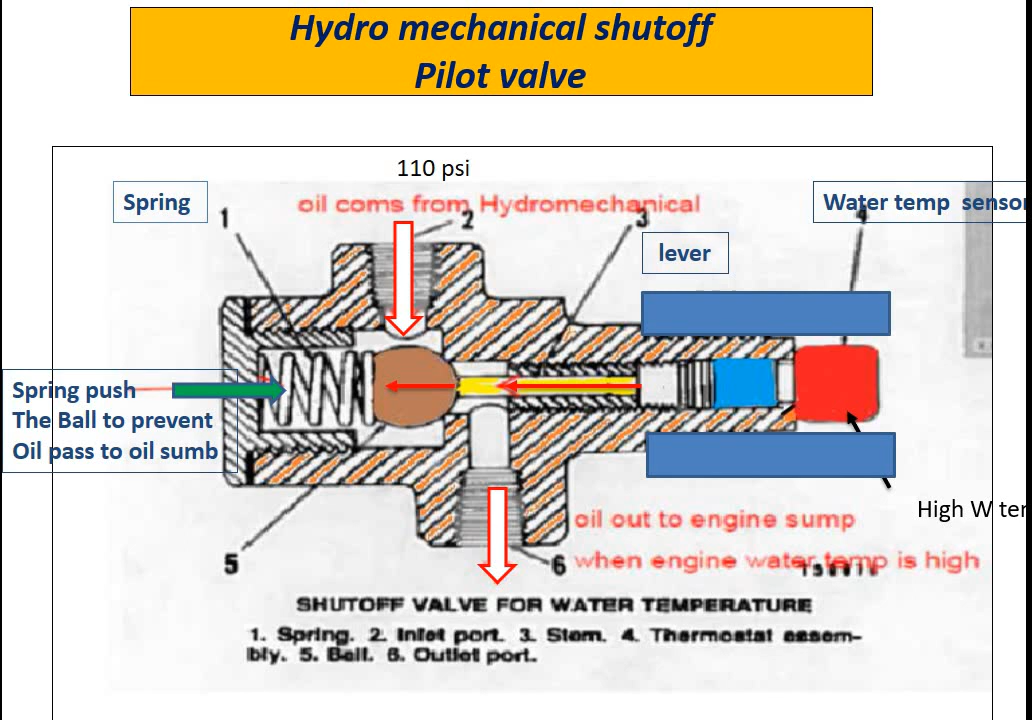 Hydro mechanical shutoff
Pilot valve
110 psi
Spring
oil coms from Hydromechanical
Water temp sensor
1
2
3
4
lever
Spring push
The Ball to prevent
Oil pass to oil sumb
High W
oil out to engine sump
5
6
when engine water temp is high
SHUTOFF VALVE FOR WATER TEMPERATURE
1. Spring. 2. Inlet port. 3. Stem. 4. Thermostat assem-
bly. 5. Ball. 6. Outlet port.